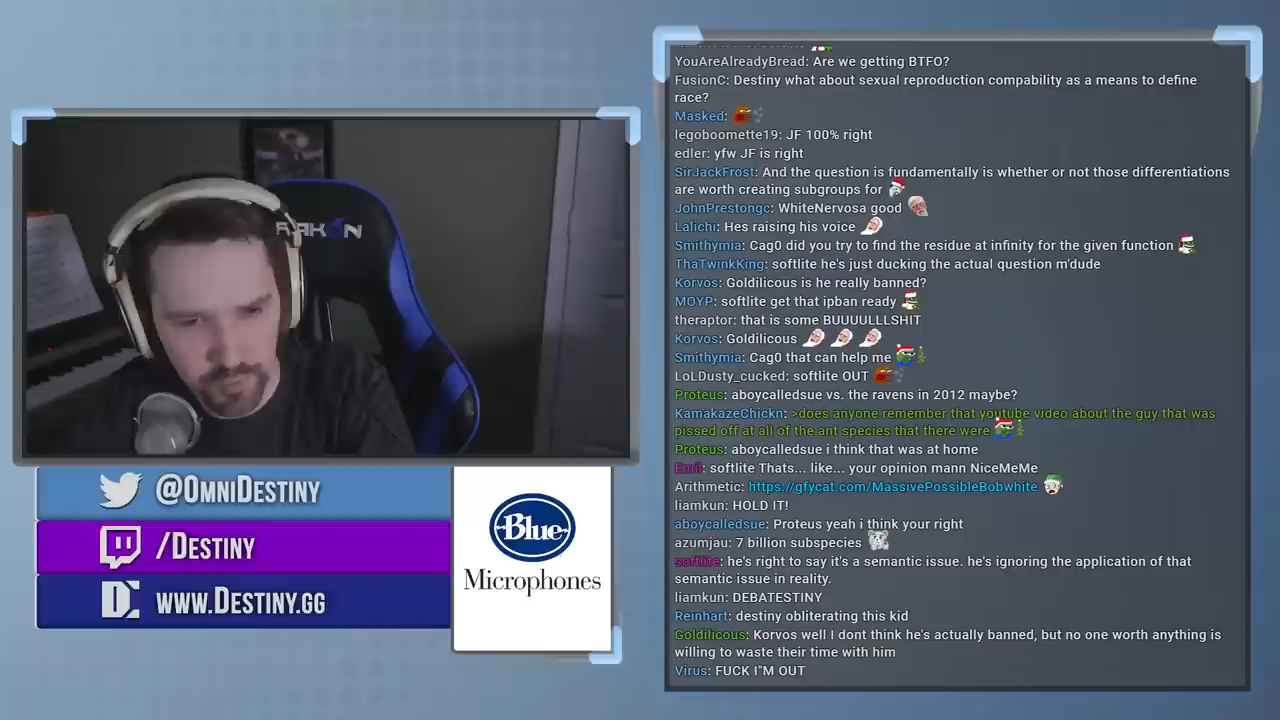 YouAreAlreadyBread: Are we getting BTFO?
FusionC: Destiny what about sexual reproduction compability as a means to define
race?
Masked:
legoboomette19: JF 100% right
edler: yfw JF is right
SirJackFrost: And the question is fundamentally is whether or not those differentiations
are worth creating subgroups for
JohnPrestongc: WhiteNervosa good
Lalichi: Hes raising his voice
Smithymia: Cag0 did you try to find the residue at infinity for the given function
ThaTwinkKing: softlite he's just ducking the actual question m'dude
Korvos: Goldilicous is he really banned?
MOYP: softlite get that ipban ready
theraptor: that is some BUUUULLLSHIT
Korvos: Goldilicous
Smithymia: Cag0 that can help me
LoLDusty_cucked: softlite OUT
Proteus: aboycalledsue vs. the ravens in 2012 maybe?
KamakazeChickn: >does anyone remember that youtube video about the guy that was
pissed off at all of the ant species that there were
Proteus: aboycalledsue i think that was at home
Emil: softlite Thats... like... your opinion mann NiceMeMe
Arithmetic: https://gfycat.com/MassivePossibleBobwhite
liamkun: HOLD IT!
aboycalledsue: Proteus yeah i think your right
azumjau: 7 billion subspecies
softlite: he's right to say it's a semantic issue. he's ignoring the application of that
semantic issue in reality.
liamkun: DEBATESTINY
Reinhart: destiny obliterating this kid
Goldilicous: Korvos well I dont think he's actually banned, but no one worth anything is
willing to waste their time with him
Virus: FUCK I"M OUT
@OmniDestiny
/Destiny
www.Destiny.gg
Blue
Microphones